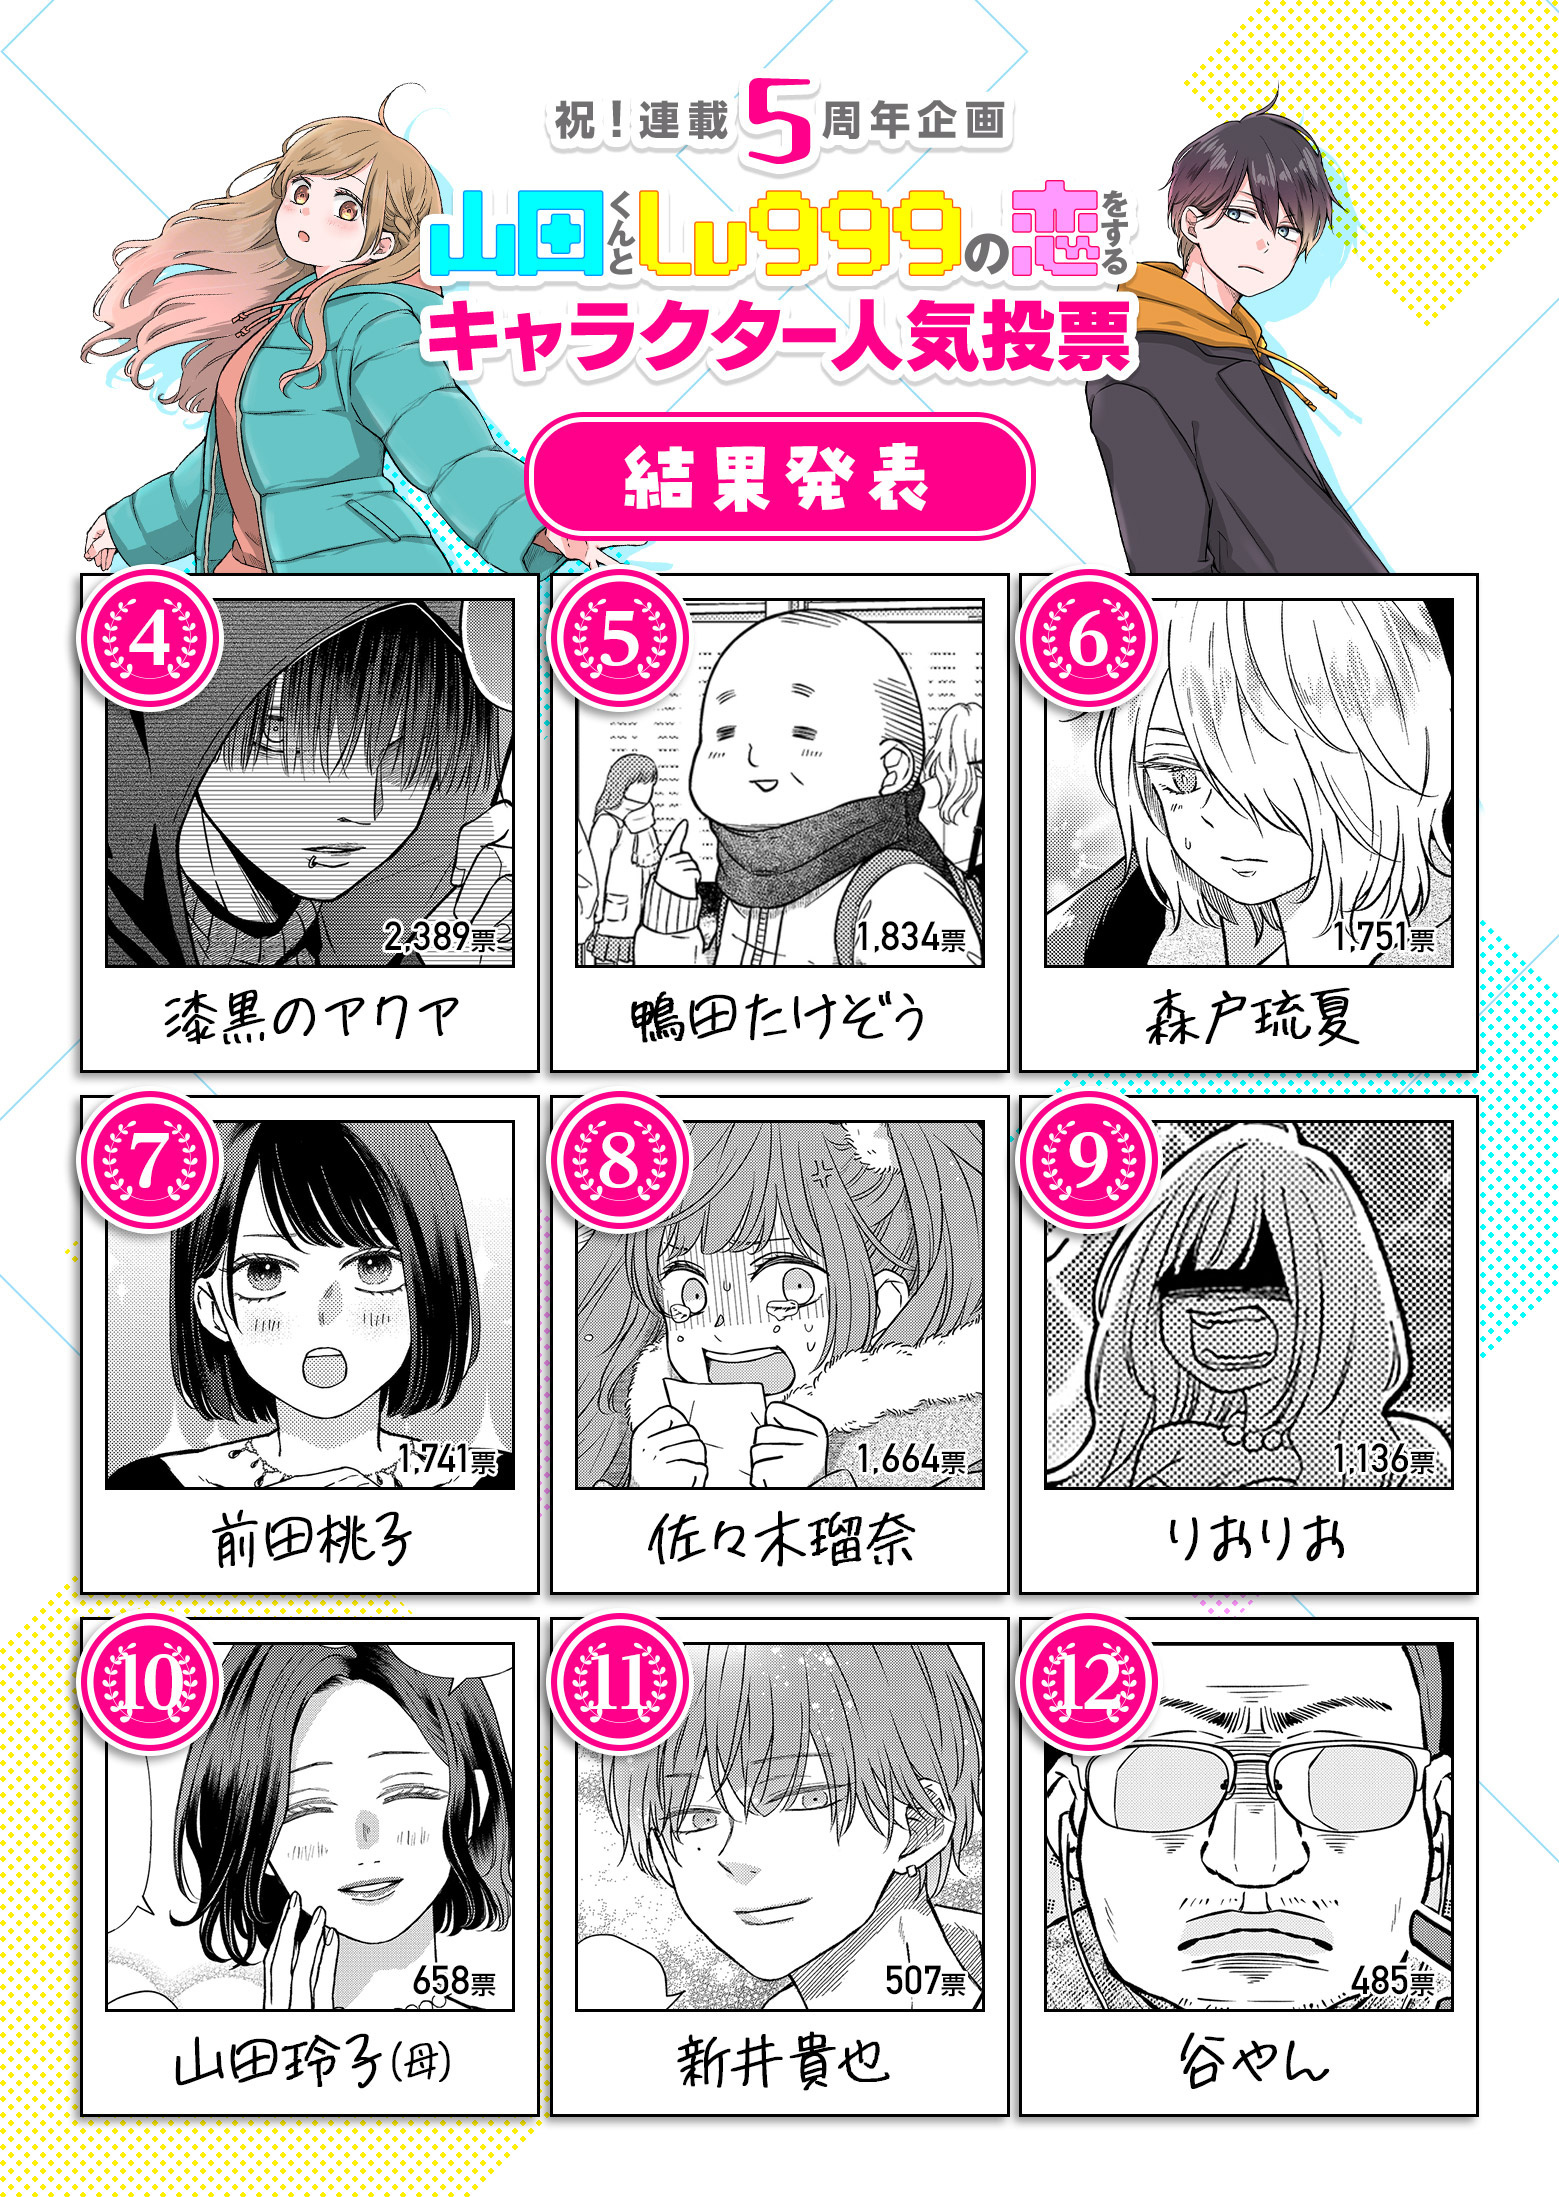 祝！連載5周年企画
山田くんとLv999の恋をする
キャラクター人気投票
結果発表
4
2,389票
漆黒のアクア
5
1,834票
鴨田たけぞう
6
1,751票
森戸琉夏
7
1,741票
前田桃子
8
1,664票
佐々木瑠奈
9
1,136票
りおりお
10
658票
山田玲子(母)
11
507票
新井貴也
12
485票
谷やん